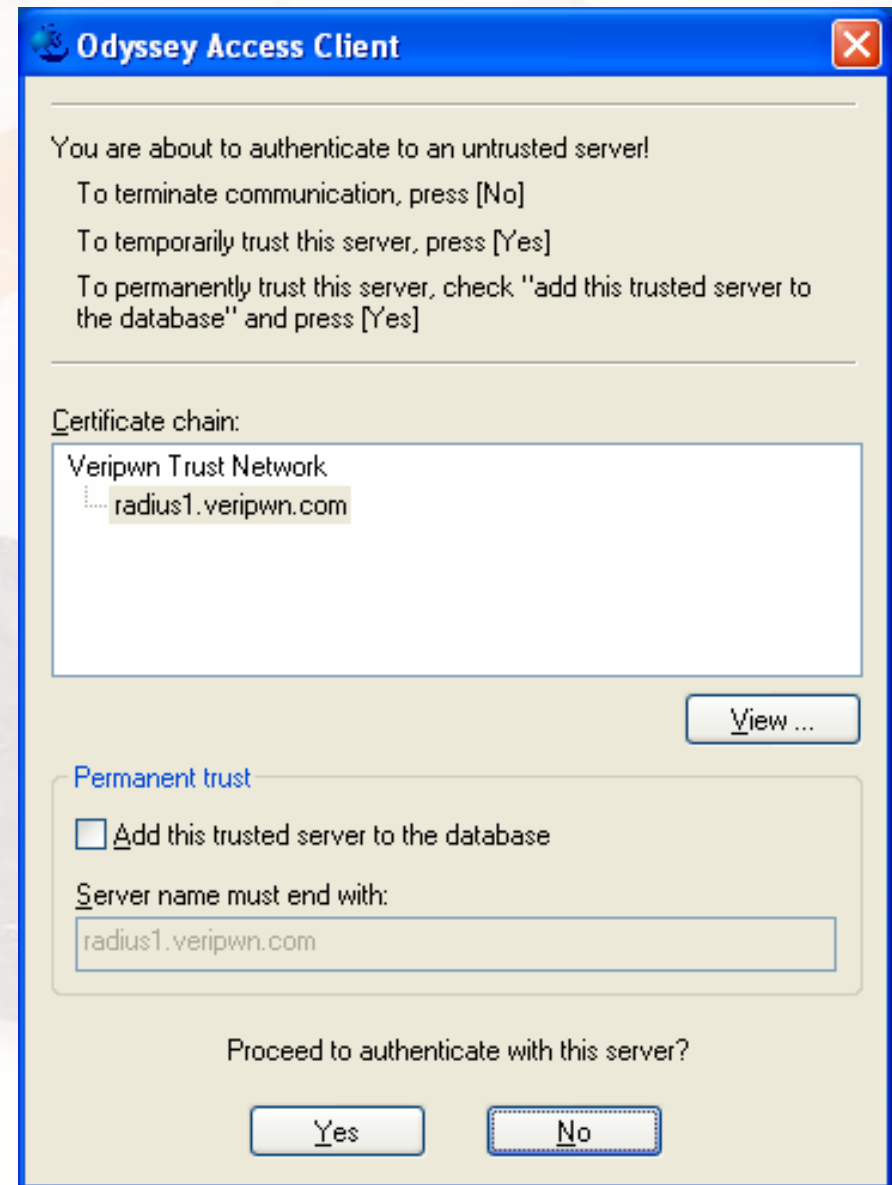 Odyssey Access Client
You are about to authenticate to an untrusted server!
To terminate communication, press [No]
To temporarily trust this server, press [Yes]
To permanently trust this server, check "add this trusted server to
the database" and press [Yes]
Certificate chain:
Veripwn Trust Network
radius1.veripwn.com
View ...
Permanent trust
Add this trusted server to the database
Server name must end with:
radius1.veripwn.com
Proceed to authenticate with this server?
Yes
No